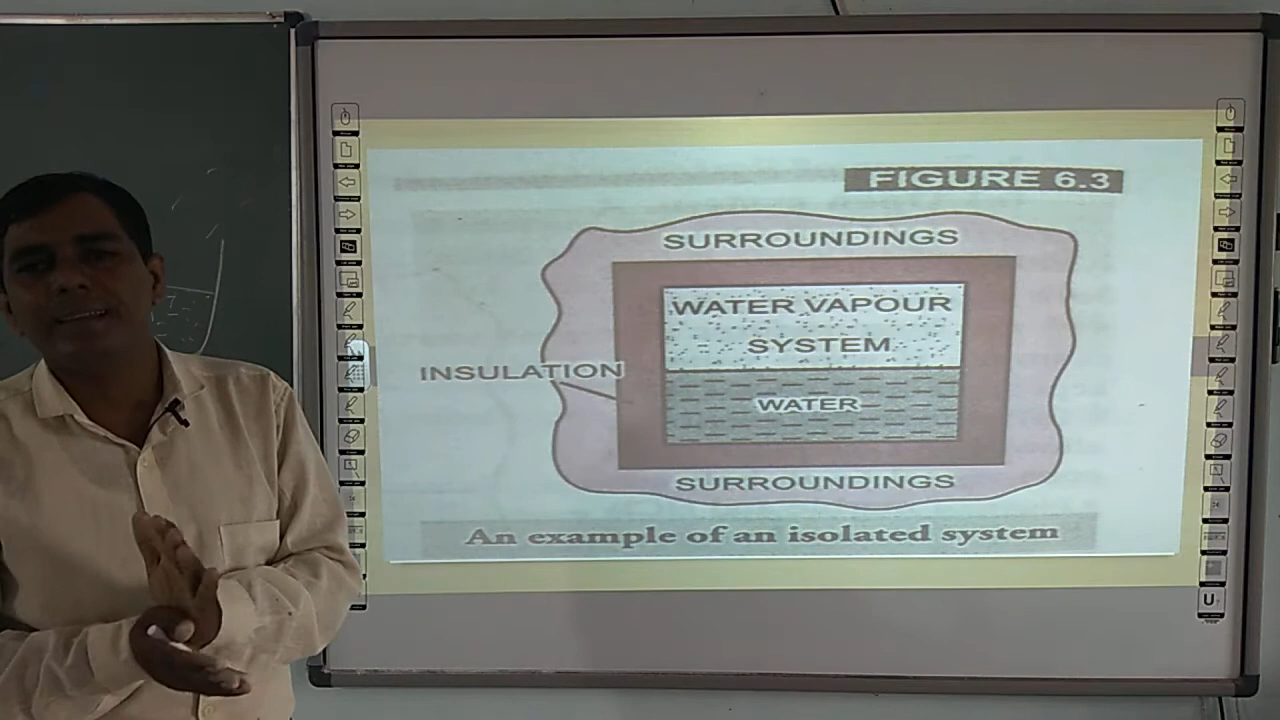 FIGURE 6.3
SURROUNDINGS
WATER VAPOUR
SYSTEM
INSULATION
WATER
SURROUNDINGS
An example of an isolated system
U